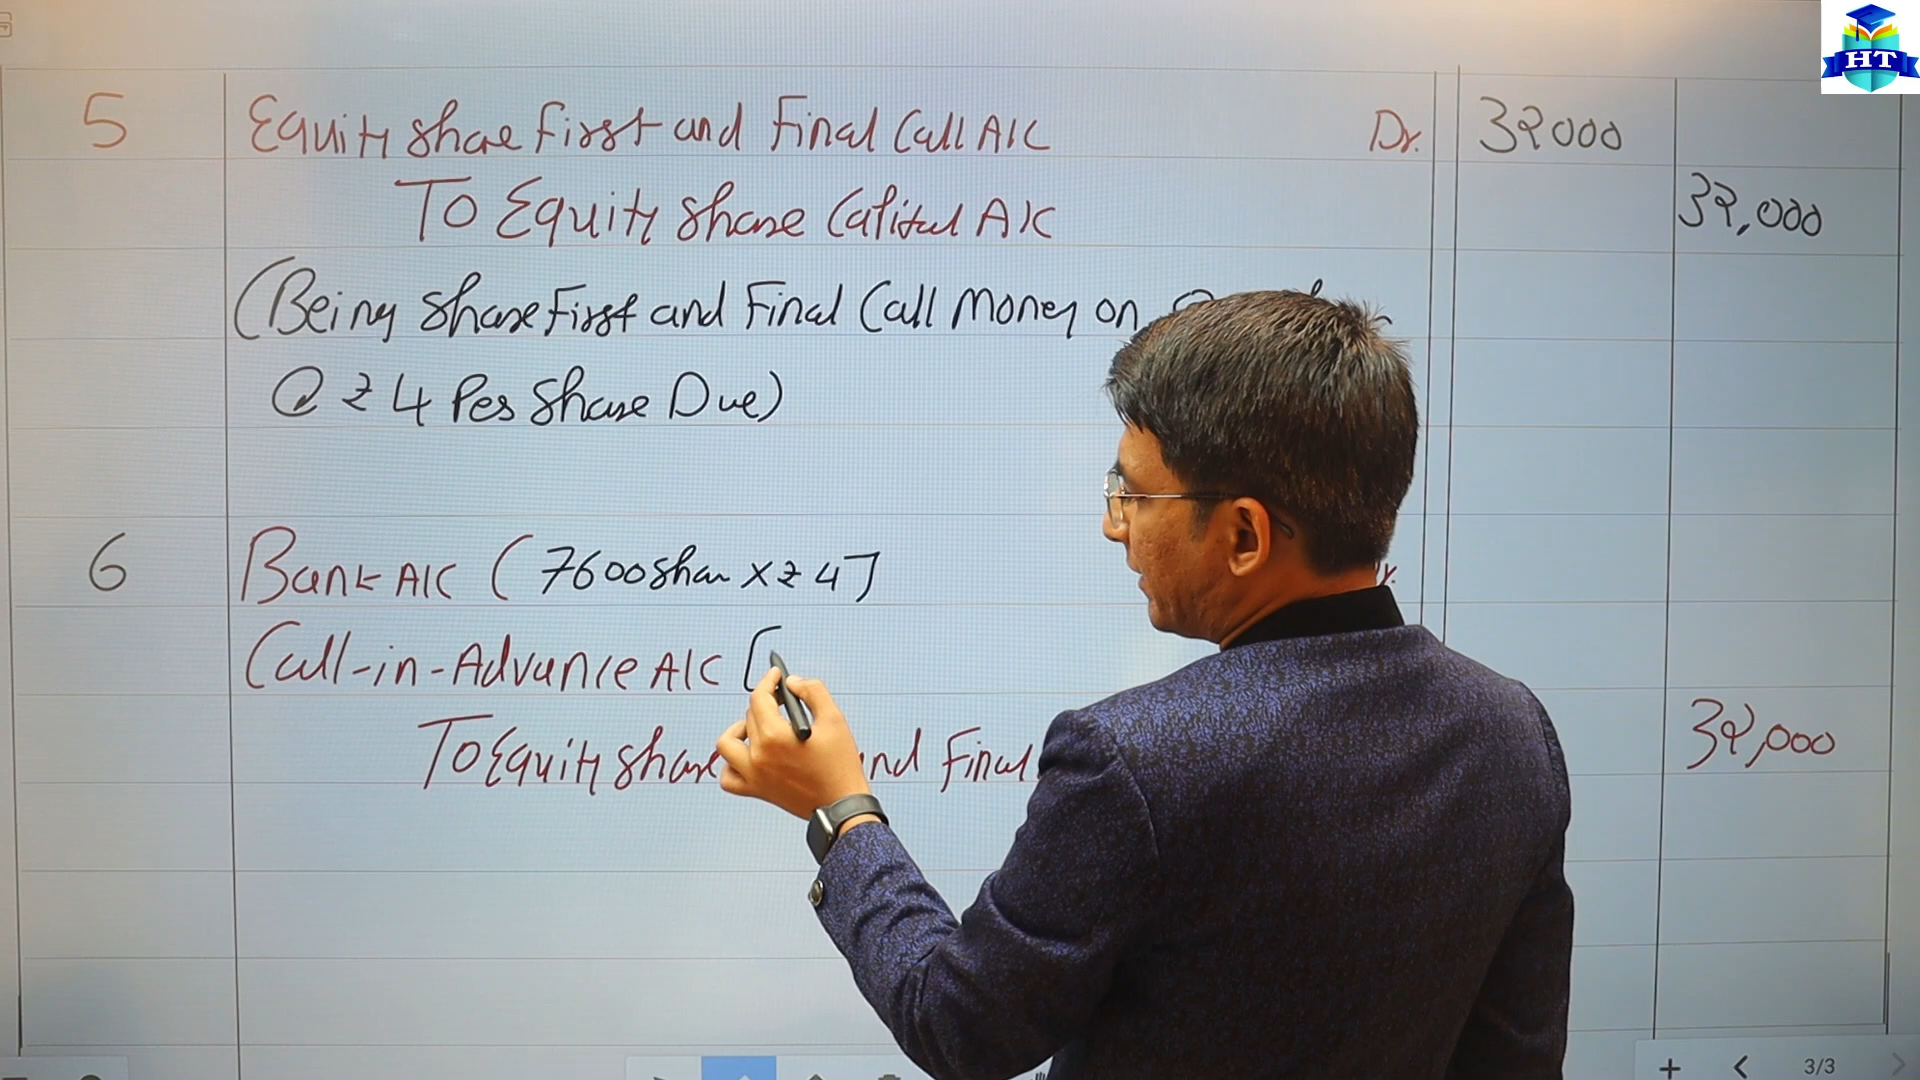 HT
5 Equity Share First and Final Call A/C Dr. 32000
To Equity Share Capital A/C 32,000
(Being Share First and Final Call Money on
@ ₹ 4 Per Share Due)
6 Bank A/C ( 7600 Share x ₹ 4 ]
Call-in-Advance A/C [
To Equity Share and Final 32,000
3/3